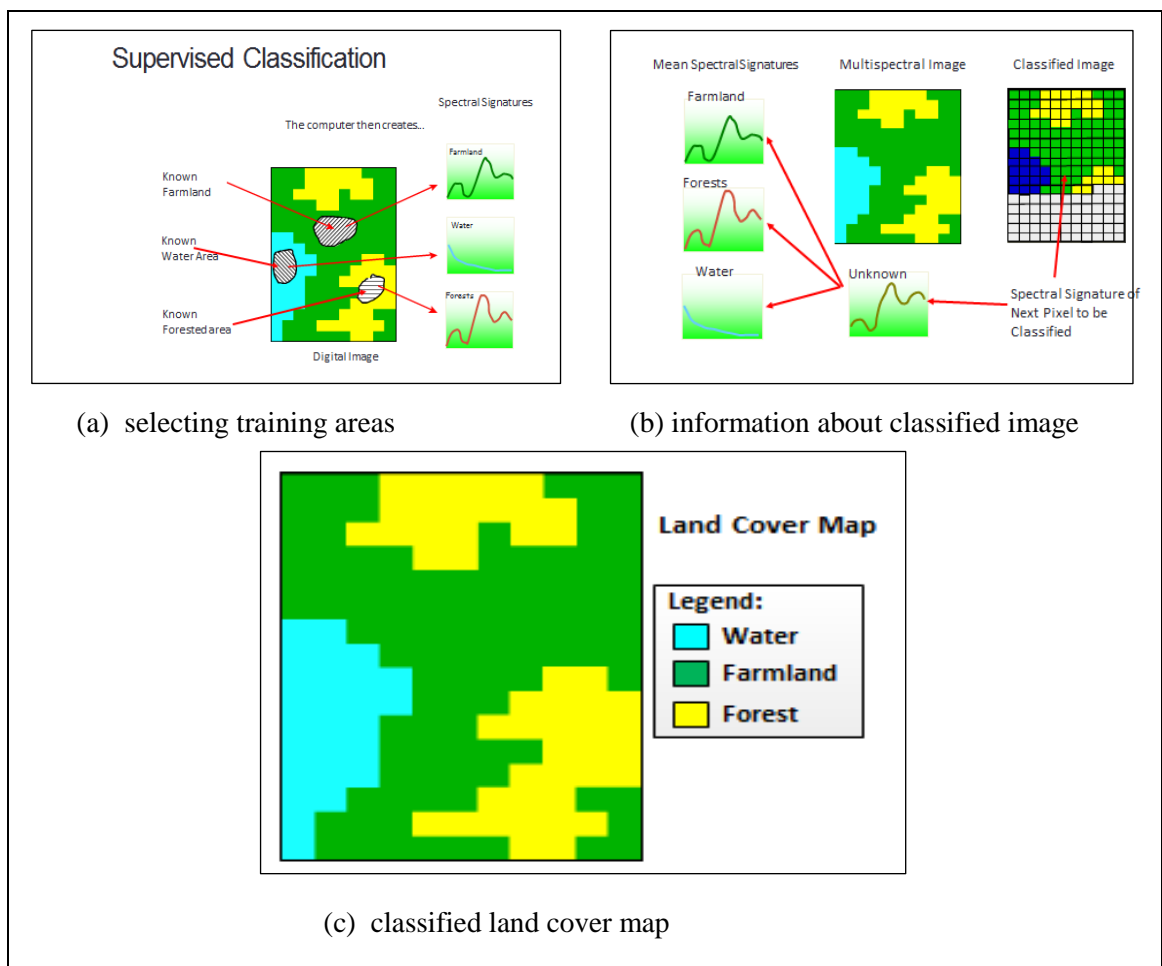 Supervised Classification
Spectral Signatures
The computer then creates...
Farmland
Known
Farmland
Water
Known
Water Area
Forests
Known
Forested area
Digital Image
(a) selecting training areas
Mean Spectral Signatures
Multispectral Image
Classified Image
Farmland
Forests
Water
Unknown
Spectral Signature of
Next Pixel to be
Classified
(b) information about classified image
Land Cover Map
Legend:
Water
Farmland
Forest
(c) classified land cover map